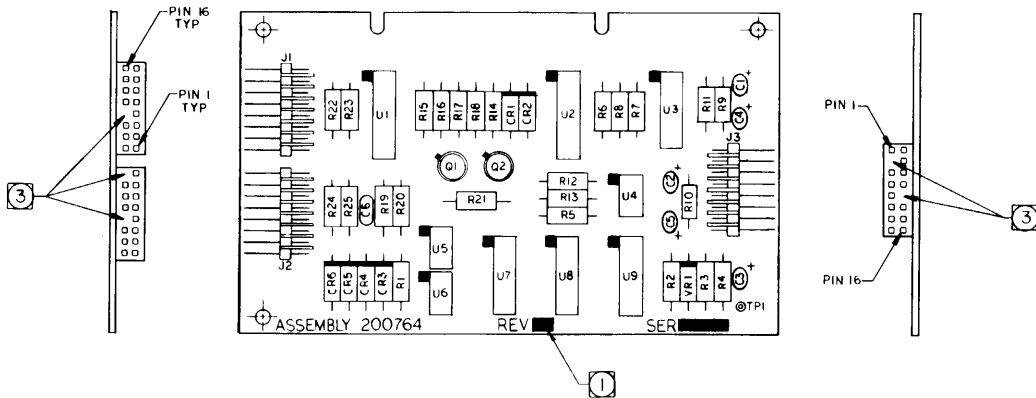 PIN 16
TYP
PIN 1
TYP
3
J1
R22
R23
U1
R15
R16
R17
R18
R14
CR1
CR2
U2
R6
R8
R7
U3
R11
R9
C1
C4
J3
Q1
Q2
R24
R25
C6
R19
R20
R21
R12
R13
R5
U4
C2
C5
R10
J2
CR6
CR5
CR4
CR3
R1
U5
U6
U7
U8
U9
R2
VR1
R3
R4
C3
TP1
ASSEMBLY 200764 REV SER
1
PIN 1
3
PIN 16